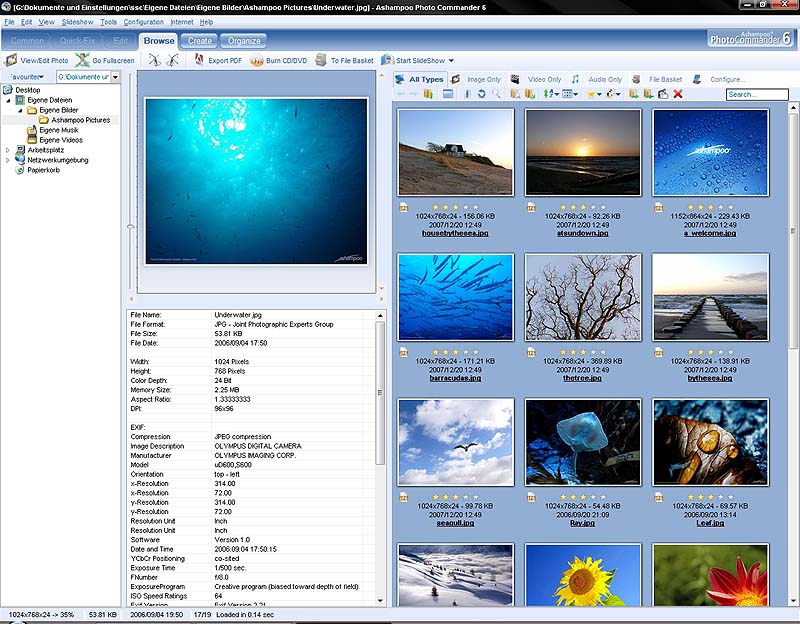 [G:\Dokumente und Einstellungen\ssc\Eigene Dateien\Eigene Bilder\Ashampoo Pictures\Underwater.jpg] - Ashampoo Photo Commander 6
File Edit View Slideshow Tools Configuration Internet Help
Common Quick-Fix Edit Browse Create Organize
Ashampoo®
PhotoCommander 6
View/Edit Photo Go Fullscreen Export PDF Burn CD/DVD To File Basket Start SlideShow
Favouriten G:\Dokumente ur
All Types Image Only Video Only Audio Only File Basket Configure...
Search...
Desktop
Eigene Dateien
Eigene Bilder
Ashampoo Pictures
Eigene Musik
Eigene Videos
Arbeitsplatz
Netzwerkumgebung
Papierkorb
ashampoo
File Name: Underwater.jpg
File Format: JPG - Joint Photographic Experts Group
File Size: 53.81 KB
File Date: 2006/09/04 17:50
Width: 1024 Pixels
Height: 768 Pixels
Color Depth: 24 Bit
Memory Size: 2.25 MB
Aspect Ratio: 1.33333333
DPI: 96x96
EXIF:
Compression JPEG compression
Image Description OLYMPUS DIGITAL CAMERA
Manufacturer OLYMPUS IMAGING CORP.
Model uD600,S600
Orientation top - left
x-Resolution 314.00
x-Resolution 72.00
y-Resolution 314.00
y-Resolution 72.00
Resolution Unit Inch
Resolution Unit Inch
Software Version 1.0
Date and Time 2006:09:04 17:50:15
YCbCr Positioning co-sited
Exposure Time 1/500 sec.
FNumber f/8.0
ExposureProgram Creative program (biased toward depth of field)
ISO Speed Ratings 64
Exif Version Exif Version 2.21
ashampoo
1024x768x24 - 156.06 KB
2007/12/20 12:49
housebythesea.jpg
1024x768x24 - 92.26 KB
2007/12/20 12:49
atsundown.jpg
1152x864x24 - 229.43 KB
2007/12/20 12:49
a_welcome.jpg
1024x768x24 - 171.21 KB
2007/12/20 12:49
barracudas.jpg
1024x768x24 - 369.89 KB
2007/12/20 12:49
thetree.jpg
1024x768x24 - 138.91 KB
2007/12/20 12:49
bythesea.jpg
1024x768x24 - 99.78 KB
2007/12/20 12:49
seagull.jpg
1024x768x24 - 54.48 KB
2006/09/20 21:09
Ray.jpg
1024x768x24 - 69.57 KB
2006/09/20 13:14
Leaf.jpg
1024x768x24 -> 35% 53.81 KB 2006/09/04 19:50 17/19 Loaded in 0.14 sec